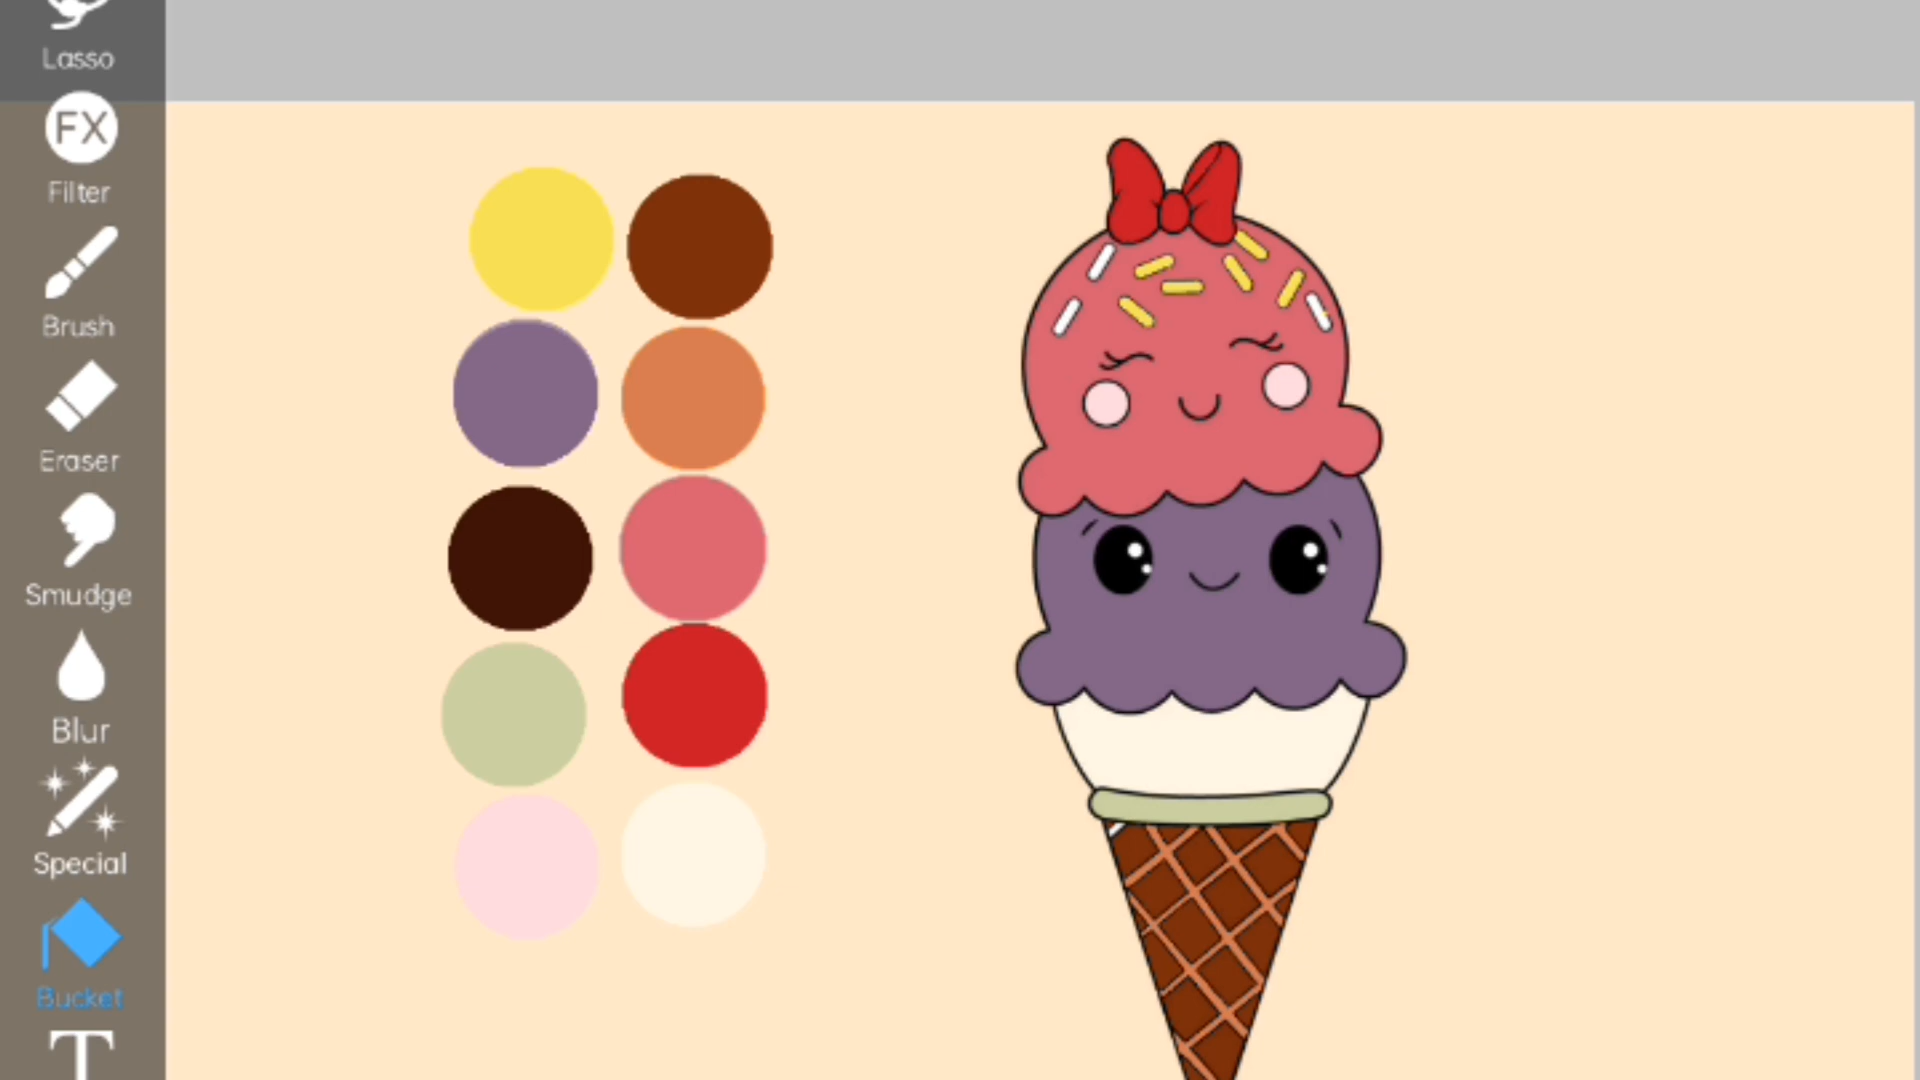 Lasso
FX
Filter
Brush
Eraser
Smudge
Blur
Special
Bucket
T